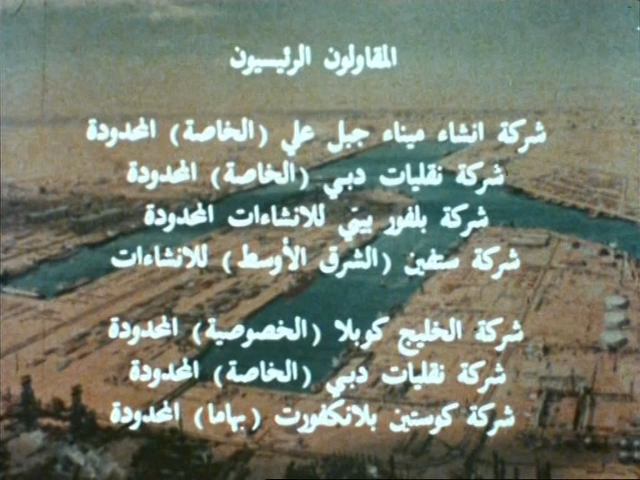 المقاولون الرئيسيون
شركة انشاء ميناء جبل علي (الخاصة) المحدودة
شركة نقليات دبي (الخاصة) المحدودة
شركة بلفور بيتي للانشاءات المحدودة
شركة ستفين (الشرق الأوسط) للانشاءات
شركة الخليج كوبلا (الخصوصية) المحدودة
شركة نقليات دبي (الخاصة) المحدودة
شركة كوستين بلانكفورت (بهاما) المحدودة